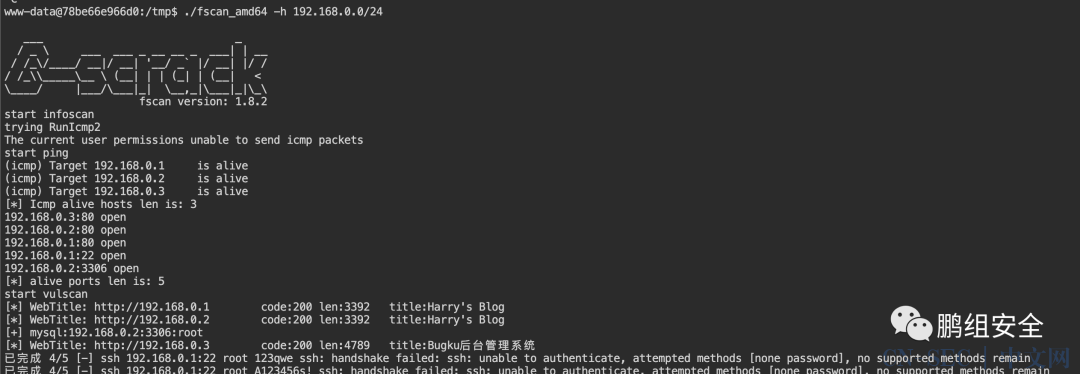 www-data@78be66e966d0:/tmp$ ./fscan_amd64 -h 192.168.0.0/24
fscan version: 1.8.2
start infoscan
trying RunIcmp2
The current user permissions unable to send icmp packets
start ping
(icmp) Target 192.168.0.1 is alive
(icmp) Target 192.168.0.2 is alive
(icmp) Target 192.168.0.3 is alive
[*] Icmp alive hosts len is: 3
192.168.0.3:80 open
192.168.0.2:80 open
192.168.0.1:80 open
192.168.0.1:22 open
192.168.0.2:3306 open
[*] alive ports len is: 5
start vulscan
[*] WebTitle: http://192.168.0.1 code:200 len:3392 title:Harry's Blog
[*] WebTitle: http://192.168.0.2 code:200 len:3392 title:Harry's Blog
[+] mysql:192.168.0.2:3306:root
[*] WebTitle: http://192.168.0.3 code:200 len:4789 title:Bugku后台管理系统
已完成 4/5 [-] ssh 192.168.0.1:22 root 123qwe ssh: handshake failed: ssh: unable to authenticate, attempted methods [none password], no supported methods remain
已完成 4/5 [-] ssh 192.168.0.1:22 root A123456s! ssh: handshake failed: ssh: unable to authenticate, attempted methods [none password], no supported methods remain
鹏组安全